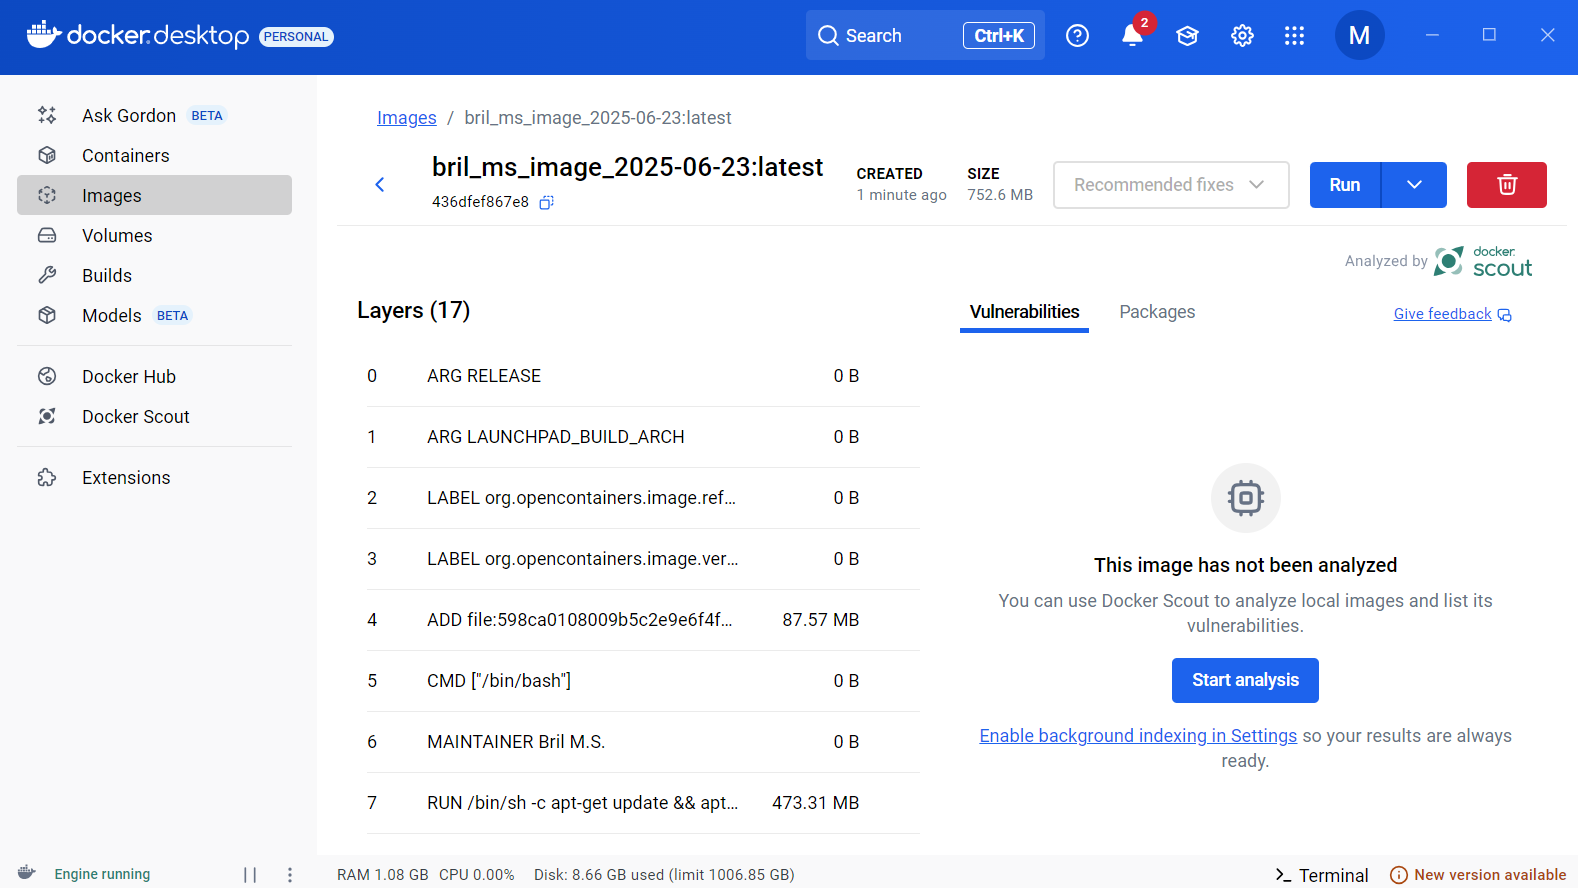 docker.desktop PERSONAL
Search Ctrl+K
2
M
Ask Gordon BETA
Containers
Images
Volumes
Builds
Models BETA
Docker Hub
Docker Scout
Extensions
Images / bril_ms_image_2025-06-23:latest
bril_ms_image_2025-06-23:latest
436dfef867e8
CREATED
1 minute ago
SIZE
752.6 MB
Recommended fixes
Run
Analyzed by docker scout
Layers (17)
0 ARG RELEASE 0 B
1 ARG LAUNCHPAD_BUILD_ARCH 0 B
2 LABEL org.opencontainers.image.ref... 0 B
3 LABEL org.opencontainers.image.ver... 0 B
4 ADD file:598ca0108009b5c2e9e6f4f... 87.57 MB
5 CMD ["/bin/bash"] 0 B
6 MAINTAINER Bril M.S. 0 B
7 RUN /bin/sh -c apt-get update && apt... 473.31 MB
Vulnerabilities Packages Give feedback
This image has not been analyzed
You can use Docker Scout to analyze local images and list its
vulnerabilities.
Start analysis
Enable background indexing in Settings so your results are always
ready.
Engine running
RAM 1.08 GB CPU 0.00% Disk: 8.66 GB used (limit 1006.85 GB)
>_ Terminal
New version available